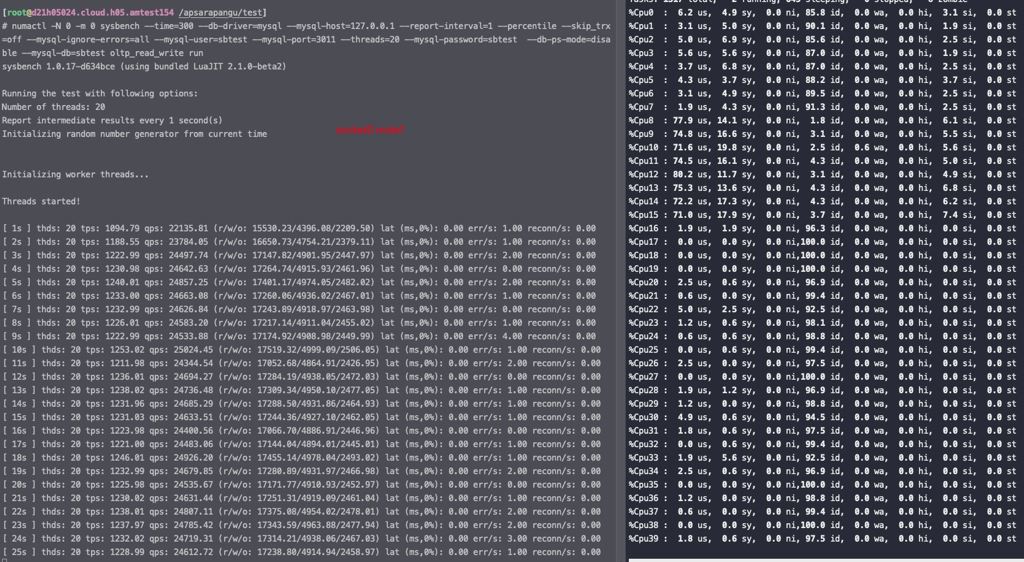 [root@d21h05024.cloud.h05.amtest154 /apsarapangu/test]
# numactl -N 0 -m 0 sysbench --time=300 --db-driver=mysql --mysql-host=127.0.0.1 --report-interval=1 --percentile --skip_trx
=off --mysql-ignore-errors=all --mysql-user=sbtest --mysql-port=3011 --threads=20 --mysql-password=sbtest  --db-ps-mode=disa
ble --mysql-db=sbtest oltp_read_write run
sysbench 1.0.17-d634bce (using bundled LuaJIT 2.1.0-beta2)
Running the test with following options:
Number of threads: 20
Report intermediate results every 1 second(s)
Initializing random number generator from current time
Initializing worker threads...
Threads started!
[ 1s ] thds: 20 tps: 1094.79 qps: 22135.81 (r/w/o: 15530.23/4396.08/2209.50) lat (ms,0%): 0.00 err/s: 1.00 reconn/s: 0.00
[ 2s ] thds: 20 tps: 1188.55 qps: 23784.05 (r/w/o: 16650.73/4754.21/2379.11) lat (ms,0%): 0.00 err/s: 0.00 reconn/s: 0.00
[ 3s ] thds: 20 tps: 1222.99 qps: 24497.74 (r/w/o: 17147.82/4901.95/2447.97) lat (ms,0%): 0.00 err/s: 2.00 reconn/s: 0.00
[ 4s ] thds: 20 tps: 1230.98 qps: 24642.63 (r/w/o: 17264.74/4915.93/2461.96) lat (ms,0%): 0.00 err/s: 0.00 reconn/s: 0.00
[ 5s ] thds: 20 tps: 1240.01 qps: 24857.25 (r/w/o: 17401.17/4974.05/2482.02) lat (ms,0%): 0.00 err/s: 2.00 reconn/s: 0.00
[ 6s ] thds: 20 tps: 1233.00 qps: 24663.08 (r/w/o: 17260.06/4936.02/2467.01) lat (ms,0%): 0.00 err/s: 1.00 reconn/s: 0.00
[ 7s ] thds: 20 tps: 1232.99 qps: 24626.84 (r/w/o: 17243.89/4918.97/2463.98) lat (ms,0%): 0.00 err/s: 0.00 reconn/s: 0.00
[ 8s ] thds: 20 tps: 1226.01 qps: 24583.20 (r/w/o: 17217.14/4911.04/2455.02) lat (ms,0%): 0.00 err/s: 1.00 reconn/s: 0.00
[ 9s ] thds: 20 tps: 1222.99 qps: 24533.88 (r/w/o: 17174.92/4908.98/2449.99) lat (ms,0%): 0.00 err/s: 4.00 reconn/s: 0.00
[ 10s ] thds: 20 tps: 1253.02 qps: 25024.45 (r/w/o: 17519.32/4999.09/2506.05) lat (ms,0%): 0.00 err/s: 1.00 reconn/s: 0.00
[ 11s ] thds: 20 tps: 1211.98 qps: 24344.54 (r/w/o: 17052.68/4864.91/2426.95) lat (ms,0%): 0.00 err/s: 2.00 reconn/s: 0.00
[ 12s ] thds: 20 tps: 1236.01 qps: 24694.27 (r/w/o: 17284.19/4938.05/2472.03) lat (ms,0%): 0.00 err/s: 0.00 reconn/s: 0.00
[ 13s ] thds: 20 tps: 1238.02 qps: 24736.48 (r/w/o: 17309.34/4950.10/2477.05) lat (ms,0%): 0.00 err/s: 1.00 reconn/s: 0.00
[ 14s ] thds: 20 tps: 1231.96 qps: 24685.29 (r/w/o: 17288.50/4931.86/2464.93) lat (ms,0%): 0.00 err/s: 1.00 reconn/s: 0.00
[ 15s ] thds: 20 tps: 1231.03 qps: 24633.51 (r/w/o: 17244.36/4927.10/2462.05) lat (ms,0%): 0.00 err/s: 1.00 reconn/s: 0.00
[ 16s ] thds: 20 tps: 1223.98 qps: 24400.56 (r/w/o: 17066.70/4886.91/2446.96) lat (ms,0%): 0.00 err/s: 0.00 reconn/s: 0.00
[ 17s ] thds: 20 tps: 1221.00 qps: 24483.06 (r/w/o: 17144.04/4894.01/2445.01) lat (ms,0%): 0.00 err/s: 1.00 reconn/s: 0.00
[ 18s ] thds: 20 tps: 1246.01 qps: 24926.20 (r/w/o: 17455.14/4978.04/2493.02) lat (ms,0%): 0.00 err/s: 1.00 reconn/s: 0.00
[ 19s ] thds: 20 tps: 1232.99 qps: 24679.85 (r/w/o: 17280.89/4931.97/2466.98) lat (ms,0%): 0.00 err/s: 2.00 reconn/s: 0.00
[ 20s ] thds: 20 tps: 1225.98 qps: 24535.67 (r/w/o: 17171.77/4910.93/2452.97) lat (ms,0%): 0.00 err/s: 0.00 reconn/s: 0.00
[ 21s ] thds: 20 tps: 1230.02 qps: 24631.44 (r/w/o: 17251.31/4919.09/2461.04) lat (ms,0%): 0.00 err/s: 1.00 reconn/s: 0.00
[ 22s ] thds: 20 tps: 1238.01 qps: 24807.11 (r/w/o: 17375.08/4954.02/2478.01) lat (ms,0%): 0.00 err/s: 2.00 reconn/s: 0.00
[ 23s ] thds: 20 tps: 1237.97 qps: 24785.42 (r/w/o: 17343.59/4963.88/2477.94) lat (ms,0%): 0.00 err/s: 2.00 reconn/s: 0.00
[ 24s ] thds: 20 tps: 1232.02 qps: 24719.31 (r/w/o: 17314.21/4938.06/2467.03) lat (ms,0%): 0.00 err/s: 3.00 reconn/s: 0.00
[ 25s ] thds: 20 tps: 1228.99 qps: 24612.72 (r/w/o: 17238.80/4914.94/2458.97) lat (ms,0%): 0.00 err/s: 1.00 reconn/s: 0.00
%Cpu0  :  6.2 us,  4.9 sy,  0.0 ni, 85.8 id,  0.0 wa,  0.0 hi,  3.1 si,  0.0 st
%Cpu1  :  3.1 us,  5.0 sy,  0.0 ni, 90.1 id,  0.0 wa,  0.0 hi,  1.9 si,  0.0 st
%Cpu2  :  5.0 us,  6.9 sy,  0.0 ni, 85.6 id,  0.0 wa,  0.0 hi,  2.5 si,  0.0 st
%Cpu3  :  5.6 us,  5.6 sy,  0.0 ni, 87.0 id,  0.0 wa,  0.0 hi,  1.9 si,  0.0 st
%Cpu4  :  3.7 us,  6.8 sy,  0.0 ni, 87.0 id,  0.0 wa,  0.0 hi,  2.5 si,  0.0 st
%Cpu5  :  4.3 us,  3.7 sy,  0.0 ni, 88.2 id,  0.0 wa,  0.0 hi,  3.7 si,  0.0 st
%Cpu6  :  3.1 us,  4.9 sy,  0.0 ni, 89.5 id,  0.0 wa,  0.0 hi,  2.5 si,  0.0 st
%Cpu7  :  1.9 us,  4.3 sy,  0.0 ni, 91.3 id,  0.0 wa,  0.0 hi,  2.5 si,  0.0 st
%Cpu8  : 77.9 us, 14.1 sy,  0.0 ni,  1.8 id,  0.0 wa,  0.0 hi,  6.1 si,  0.0 st
%Cpu9  : 74.8 us, 16.6 sy,  0.0 ni,  3.1 id,  0.0 wa,  0.0 hi,  5.5 si,  0.0 st
%Cpu10 : 71.6 us, 19.8 sy,  0.0 ni,  2.5 id,  0.6 wa,  0.0 hi,  5.6 si,  0.0 st
%Cpu11 : 74.5 us, 16.1 sy,  0.0 ni,  4.3 id,  0.0 wa,  0.0 hi,  5.0 si,  0.0 st
%Cpu12 : 80.2 us, 11.7 sy,  0.0 ni,  3.1 id,  0.0 wa,  0.0 hi,  4.9 si,  0.0 st
%Cpu13 : 75.3 us, 13.6 sy,  0.0 ni,  4.3 id,  0.0 wa,  0.0 hi,  6.8 si,  0.0 st
%Cpu14 : 72.2 us, 17.3 sy,  0.0 ni,  4.3 id,  0.0 wa,  0.0 hi,  6.2 si,  0.0 st
%Cpu15 : 71.0 us, 17.9 sy,  0.0 ni,  3.7 id,  0.0 wa,  0.0 hi,  7.4 si,  0.0 st
%Cpu16 :  1.9 us,  1.9 sy,  0.0 ni, 96.3 id,  0.0 wa,  0.0 hi,  0.0 si,  0.0 st
%Cpu17 :  0.0 us,  0.0 sy,  0.0 ni,100.0 id,  0.0 wa,  0.0 hi,  0.0 si,  0.0 st
%Cpu18 :  0.0 us,  0.0 sy,  0.0 ni,100.0 id,  0.0 wa,  0.0 hi,  0.0 si,  0.0 st
%Cpu19 :  0.0 us,  0.0 sy,  0.0 ni,100.0 id,  0.0 wa,  0.0 hi,  0.0 si,  0.0 st
%Cpu20 :  2.5 us,  0.6 sy,  0.0 ni, 96.9 id,  0.0 wa,  0.0 hi,  0.0 si,  0.0 st
%Cpu21 :  0.6 us,  0.0 sy,  0.0 ni, 99.4 id,  0.0 wa,  0.0 hi,  0.0 si,  0.0 st
%Cpu22 :  5.0 us,  2.5 sy,  0.0 ni, 92.5 id,  0.0 wa,  0.0 hi,  0.0 si,  0.0 st
%Cpu23 :  1.2 us,  0.6 sy,  0.0 ni, 98.1 id,  0.0 wa,  0.0 hi,  0.0 si,  0.0 st
%Cpu24 :  0.6 us,  0.6 sy,  0.0 ni, 98.8 id,  0.0 wa,  0.0 hi,  0.0 si,  0.0 st
%Cpu25 :  0.6 us,  0.0 sy,  0.0 ni, 99.4 id,  0.0 wa,  0.0 hi,  0.0 si,  0.0 st
%Cpu26 :  2.5 us,  0.0 sy,  0.0 ni, 97.5 id,  0.0 wa,  0.0 hi,  0.0 si,  0.0 st
%Cpu27 :  0.0 us,  0.0 sy,  0.0 ni,100.0 id,  0.0 wa,  0.0 hi,  0.0 si,  0.0 st
%Cpu28 :  1.9 us,  1.2 sy,  0.0 ni, 96.9 id,  0.0 wa,  0.0 hi,  0.0 si,  0.0 st
%Cpu29 :  1.2 us,  0.0 sy,  0.0 ni, 98.8 id,  0.0 wa,  0.0 hi,  0.0 si,  0.0 st
%Cpu30 :  4.9 us,  0.6 sy,  0.0 ni, 94.5 id,  0.0 wa,  0.0 hi,  0.0 si,  0.0 st
%Cpu31 :  1.8 us,  0.6 sy,  0.0 ni, 97.5 id,  0.0 wa,  0.0 hi,  0.0 si,  0.0 st
%Cpu32 :  0.6 us,  0.0 sy,  0.0 ni, 99.4 id,  0.0 wa,  0.0 hi,  0.0 si,  0.0 st
%Cpu33 :  1.9 us,  5.6 sy,  0.0 ni, 92.5 id,  0.0 wa,  0.0 hi,  0.0 si,  0.0 st
%Cpu34 :  2.5 us,  0.6 sy,  0.0 ni, 96.9 id,  0.0 wa,  0.0 hi,  0.0 si,  0.0 st
%Cpu35 :  0.0 us,  0.0 sy,  0.0 ni,100.0 id,  0.0 wa,  0.0 hi,  0.0 si,  0.0 st
%Cpu36 :  1.2 us,  0.0 sy,  0.0 ni, 98.8 id,  0.0 wa,  0.0 hi,  0.0 si,  0.0 st
%Cpu37 :  0.6 us,  0.0 sy,  0.0 ni, 99.4 id,  0.0 wa,  0.0 hi,  0.0 si,  0.0 st
%Cpu38 :  0.0 us,  0.0 sy,  0.0 ni,100.0 id,  0.0 wa,  0.0 hi,  0.0 si,  0.0 st
%Cpu39 :  1.8 us,  0.6 sy,  0.0 ni, 97.5 id,  0.0 wa,  0.0 hi,  0.0 si,  0.0 st